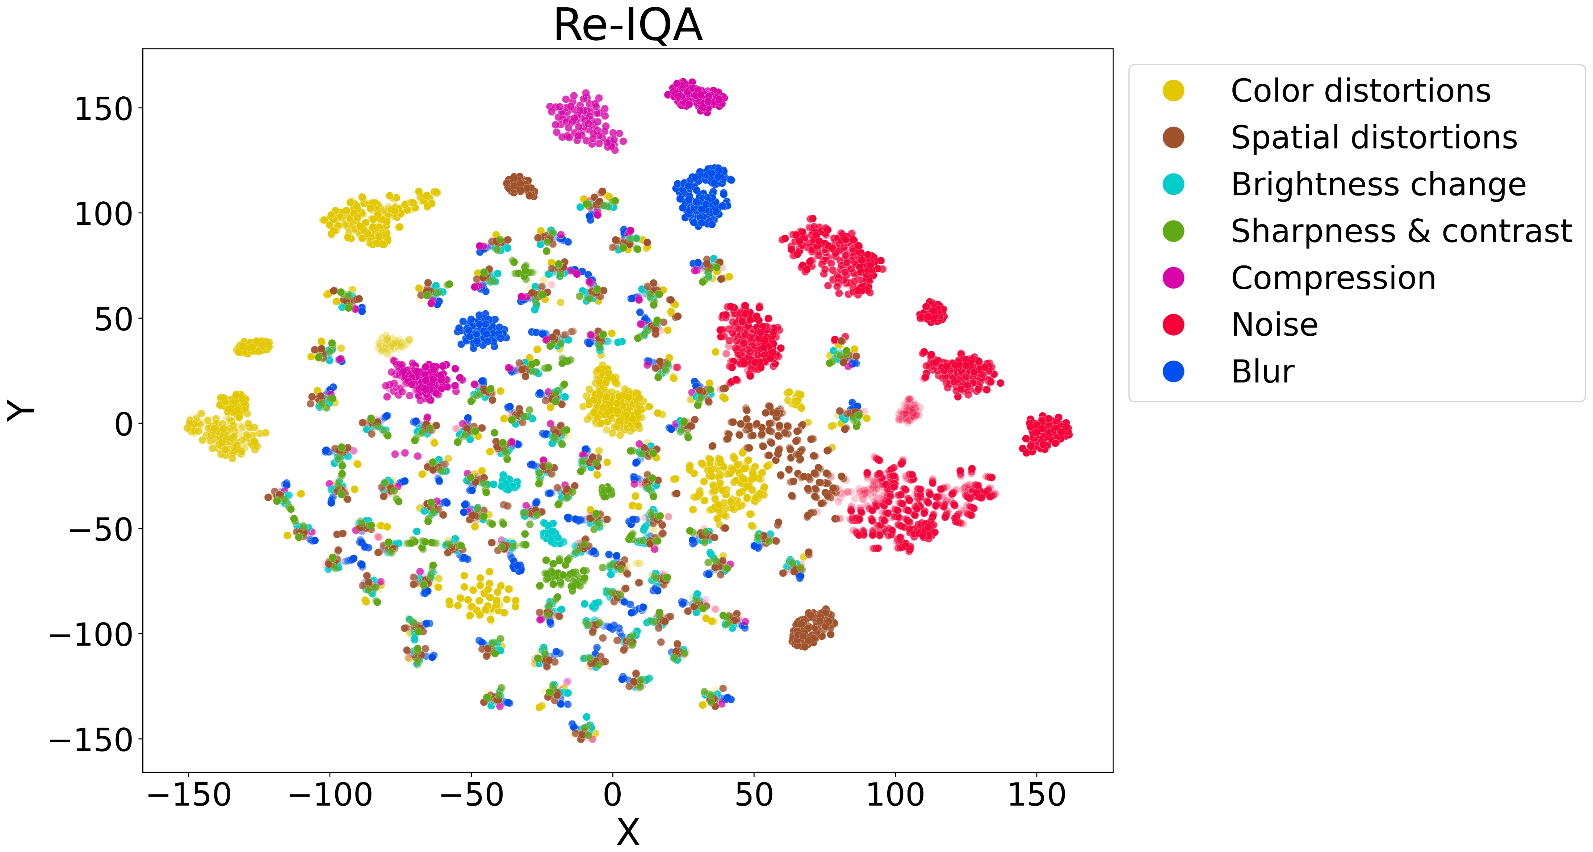 Re-IQA
Color distortions
Spatial distortions
Brightness change
Sharpness & contrast
Compression
Noise
Blur
150
100
50
0
−50
−100
−150
Y
−150 −100 −50 0 50 100 150
X